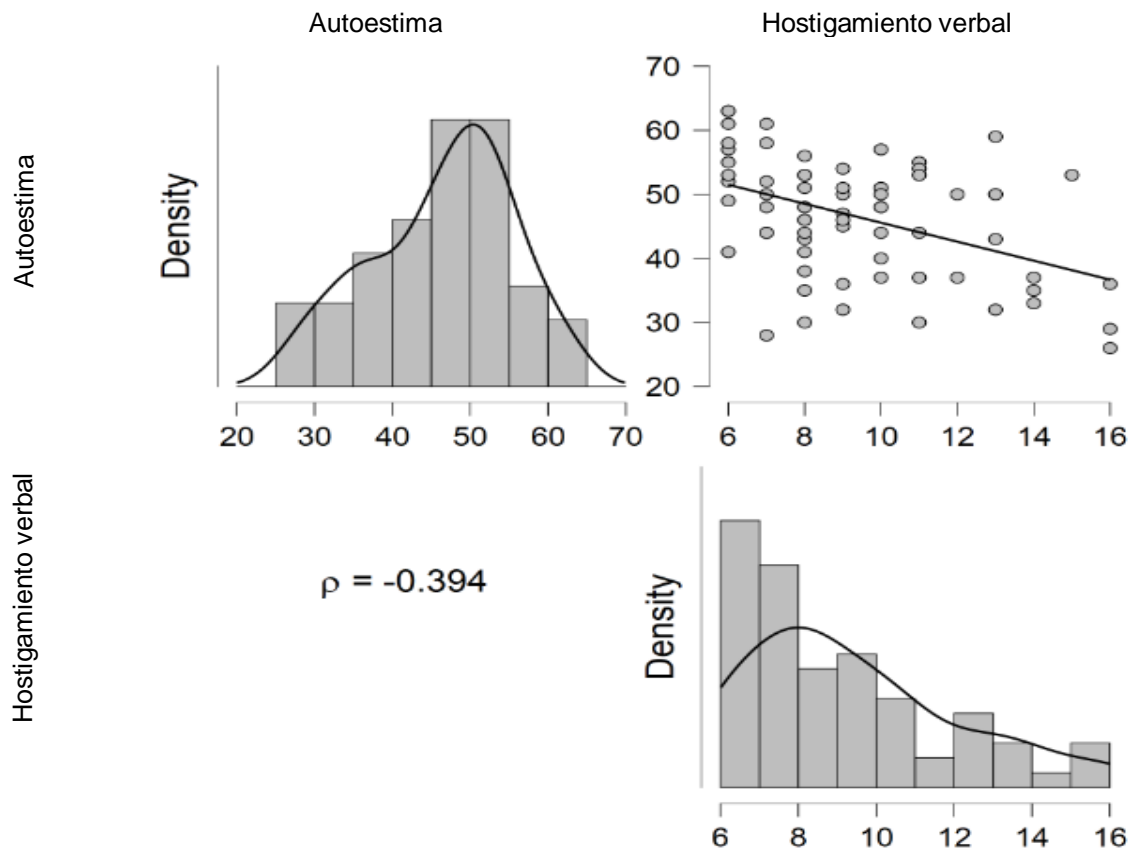 Autoestima
Hostigamiento verbal
Autoestima
Density
20 30 40 50 60 70
70
60
50
40
30
20
6 8 10 12 14 16
Hostigamiento verbal
ρ = -0.394
Density
6 8 10 12 14 16